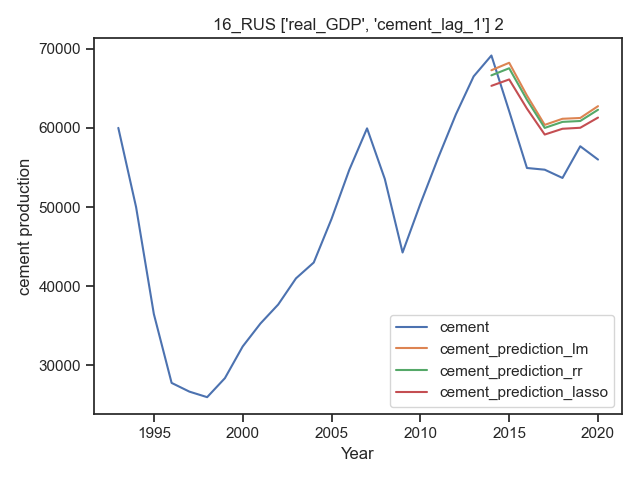 16_RUS ['real_GDP', 'cement_lag_1'] 2
70000
60000
50000
40000
30000
cement production
1995
2000
2005
2010
2015
2020
Year
cement
cement_prediction_lm
cement_prediction_rr
cement_prediction_lasso